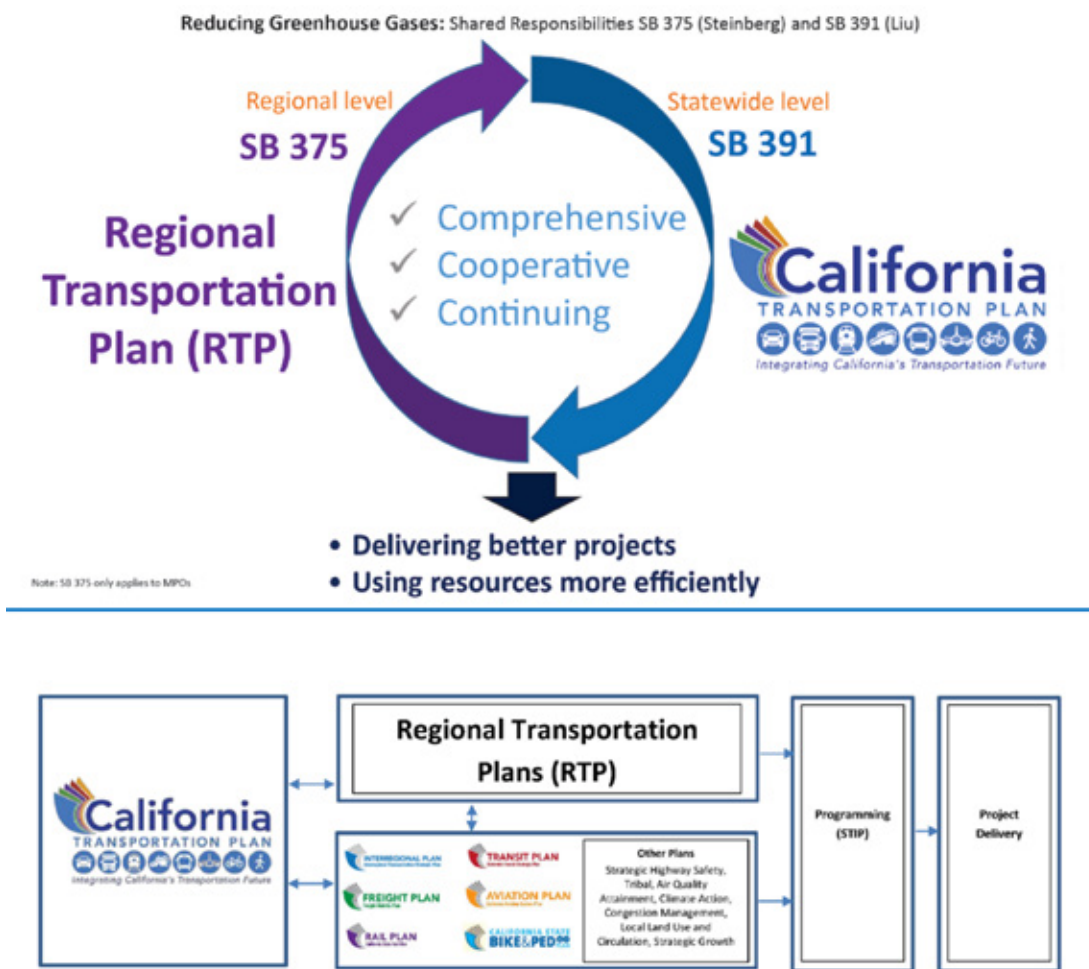 Reducing Greenhouse Gases: Shared Responsibilities SB 375 (Steinberg) and SB 391 (Liu)
Regional level
SB 375
Statewide level
SB 391
Regional
Transportation
Plan (RTP)
✓ Comprehensive
✓ Cooperative
✓ Continuing
California
TRANSPORTATION PLAN
Integrating California's Transportation Future
• Delivering better projects
• Using resources more efficiently
Note: SB 375 only applies to MPOs
California
TRANSPORTATION PLAN
Integrating California's Transportation Future
Regional Transportation
Plans (RTP)
INTERREGIONAL PLAN
TRANSIT PLAN
FREIGHT PLAN
AVIATION PLAN
RAIL PLAN
CALIFORNIA STATE
BIKE & PED
Other Plans
Strategic Highway Safety,
Tribal, Air Quality
Attainment, Climate Action,
Congestion Management,
Local Land Use and
Circulation, Strategic Growth
Programming
(STIP)
Project
Delivery